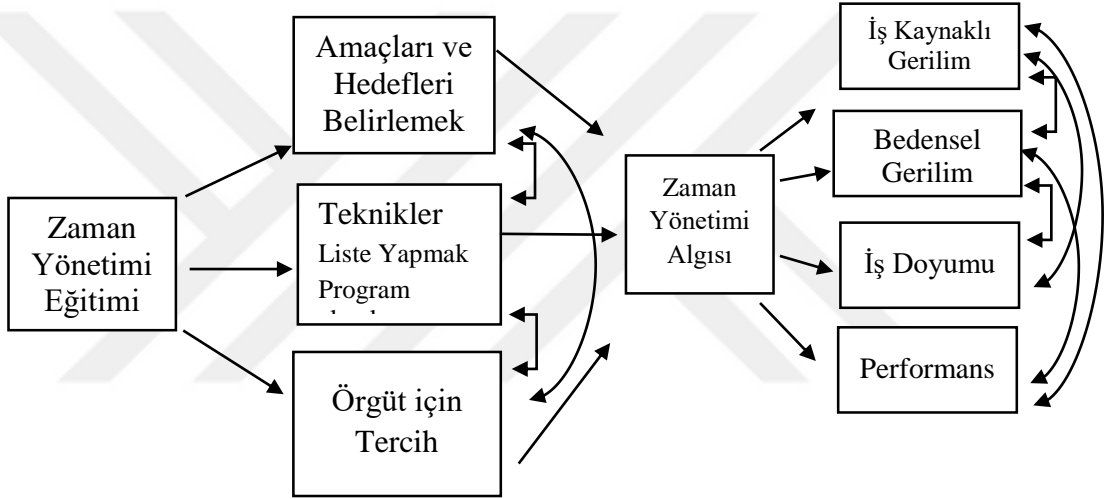 Zaman
Yönetimi
Eğitimi
Amaçları ve
Hedefleri
Belirlemek
Teknikler
Liste Yapmak
Program
Örgüt için
Tercih
Zaman
Yönetimi
Algısı
İş Kaynaklı
Gerilim
Bedensel
Gerilim
İş Doyumu
Performans